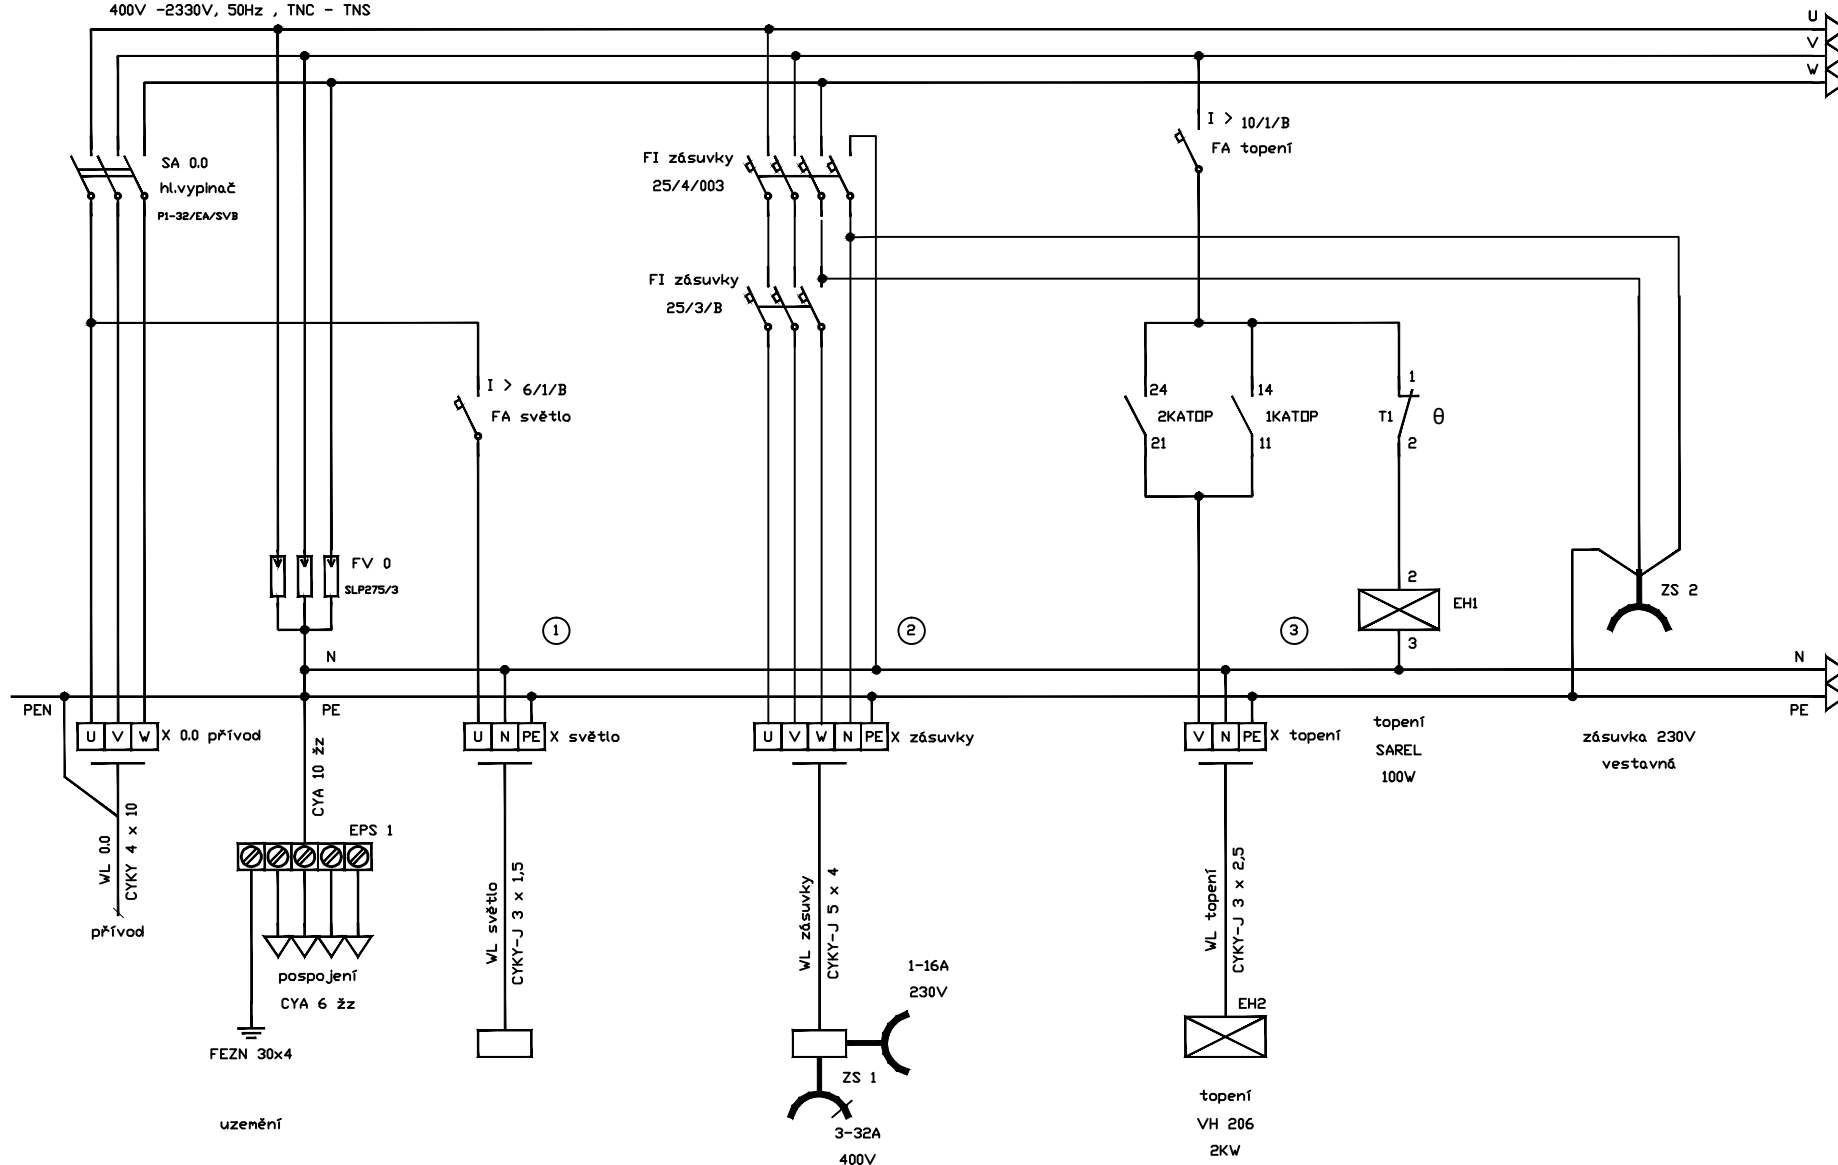 400V -2330V, 50Hz , TNC - TNS
U
V
W
SA 0.0
hl.vypínač
P1-32/EA/SVB
FI zásuvky
25/4/003
FI zásuvky
25/3/B
I > 10/1/B
FA topení
I > 6/1/B
FA světlo
24
2KATOP
21
14
1KATOP
11
1
T1
θ
2
FV 0
SLP275/3
1
2
3
2
EH1
3
ZS 2
N
N
PEN
PE
PE
U V W X 0.0 přívod
U N PE X světlo
U V W N PE X zásuvky
V N PE X topení
topení
SAREL
100W
zásuvka 230V
vestavná
WL 0.0
CYKY 4 x 10
přívod
CYA 10 žz
EPS 1
pospojení
CYA 6 žz
FEZN 30x4
uzemění
WL světlo
CYKY-J 3 x 1,5
WL zásuvky
CYKY-J 5 x 4
1-16A
230V
ZS 1
3-32A
400V
WL topení
CYKY-J 3 x 2,5
EH2
topení
VH 206
2KW